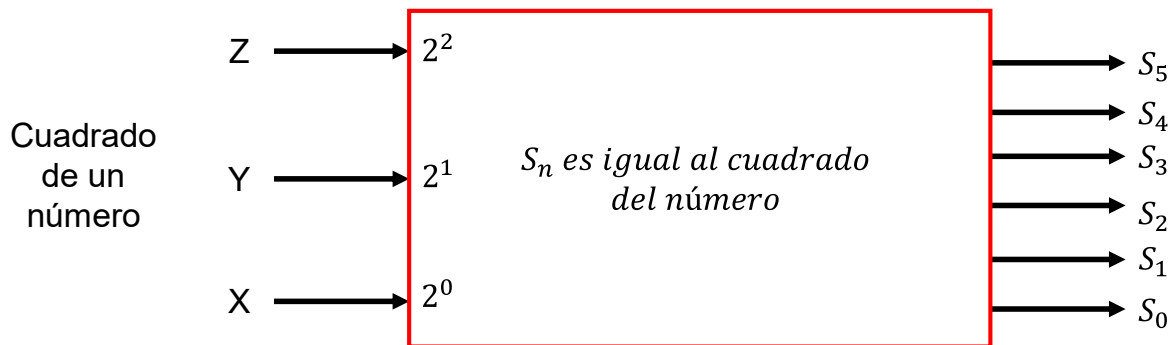 Cuadrado
de un
número
Z
Y
X
2²
2¹
2⁰
Sₙ es igual al cuadrado
del número
S₅
S₄
S₃
S₂
S₁
S₀